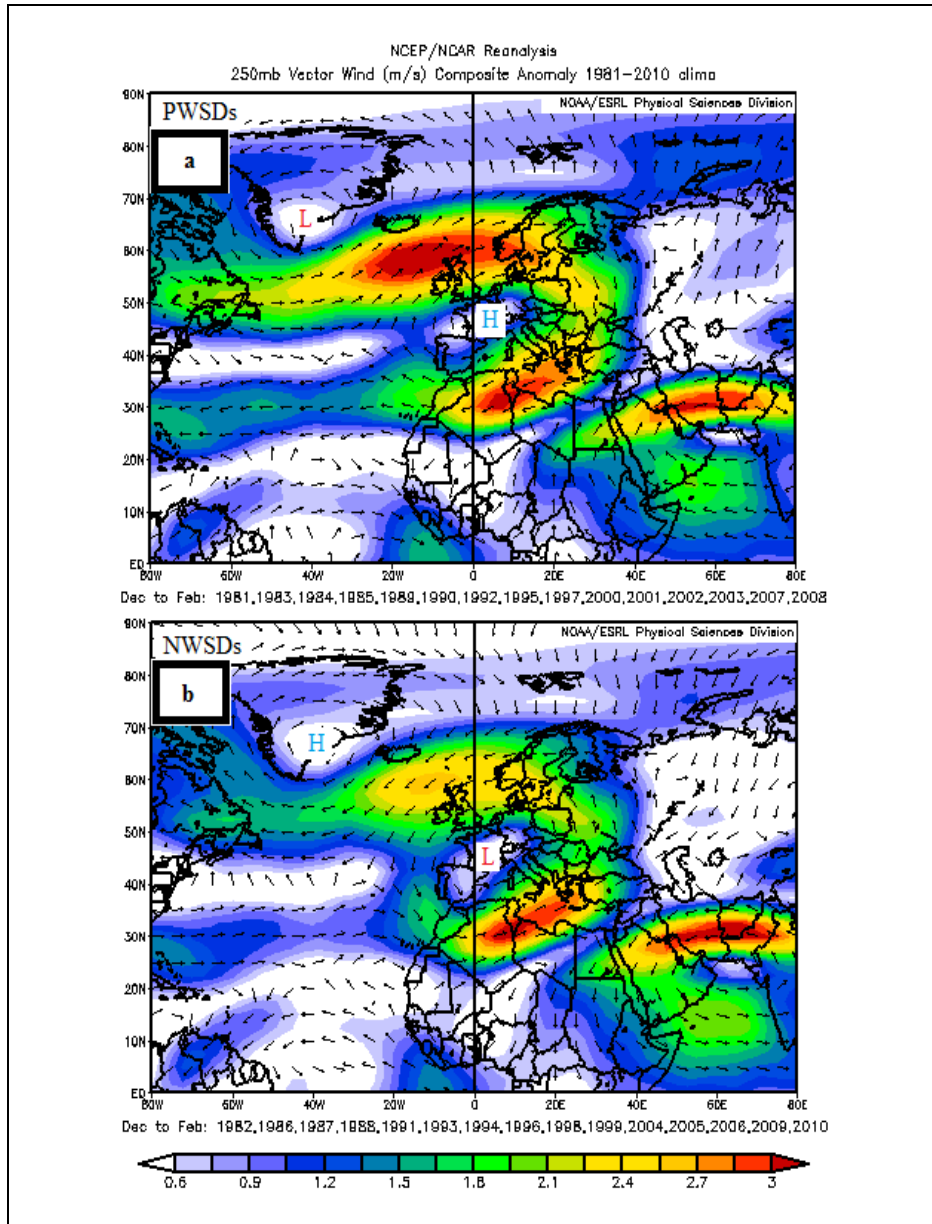 NCEP/NCAR Reanalysis
250mb Vector Wind (m/s) Composite Anomaly 1981-2010 clima
90N
PWSDs
NOAA/ESRL Physical Sciences Division
80N
a
70N
L
60N
50N
H
40N
30N
20N
10N
EQ
80W 60W 40W 20W 0 20E 40E 60E 80E
Dec to Feb: 1981,1983,1984,1985,1989,1990,1992,1995,1997,2000,2001,2002,2003,2007,2008
90N
NWSDs
NOAA/ESRL Physical Sciences Division
80N
b
70N
H
60N
50N
L
40N
30N
20N
10N
EQ
80W 60W 40W 20W 0 20E 40E 60E 80E
Dec to Feb: 1982,1986,1987,1988,1991,1993,1994,1996,1998,1999,2004,2005,2006,2009,2010
0.6 0.9 1.2 1.5 1.8 2.1 2.4 2.7 3